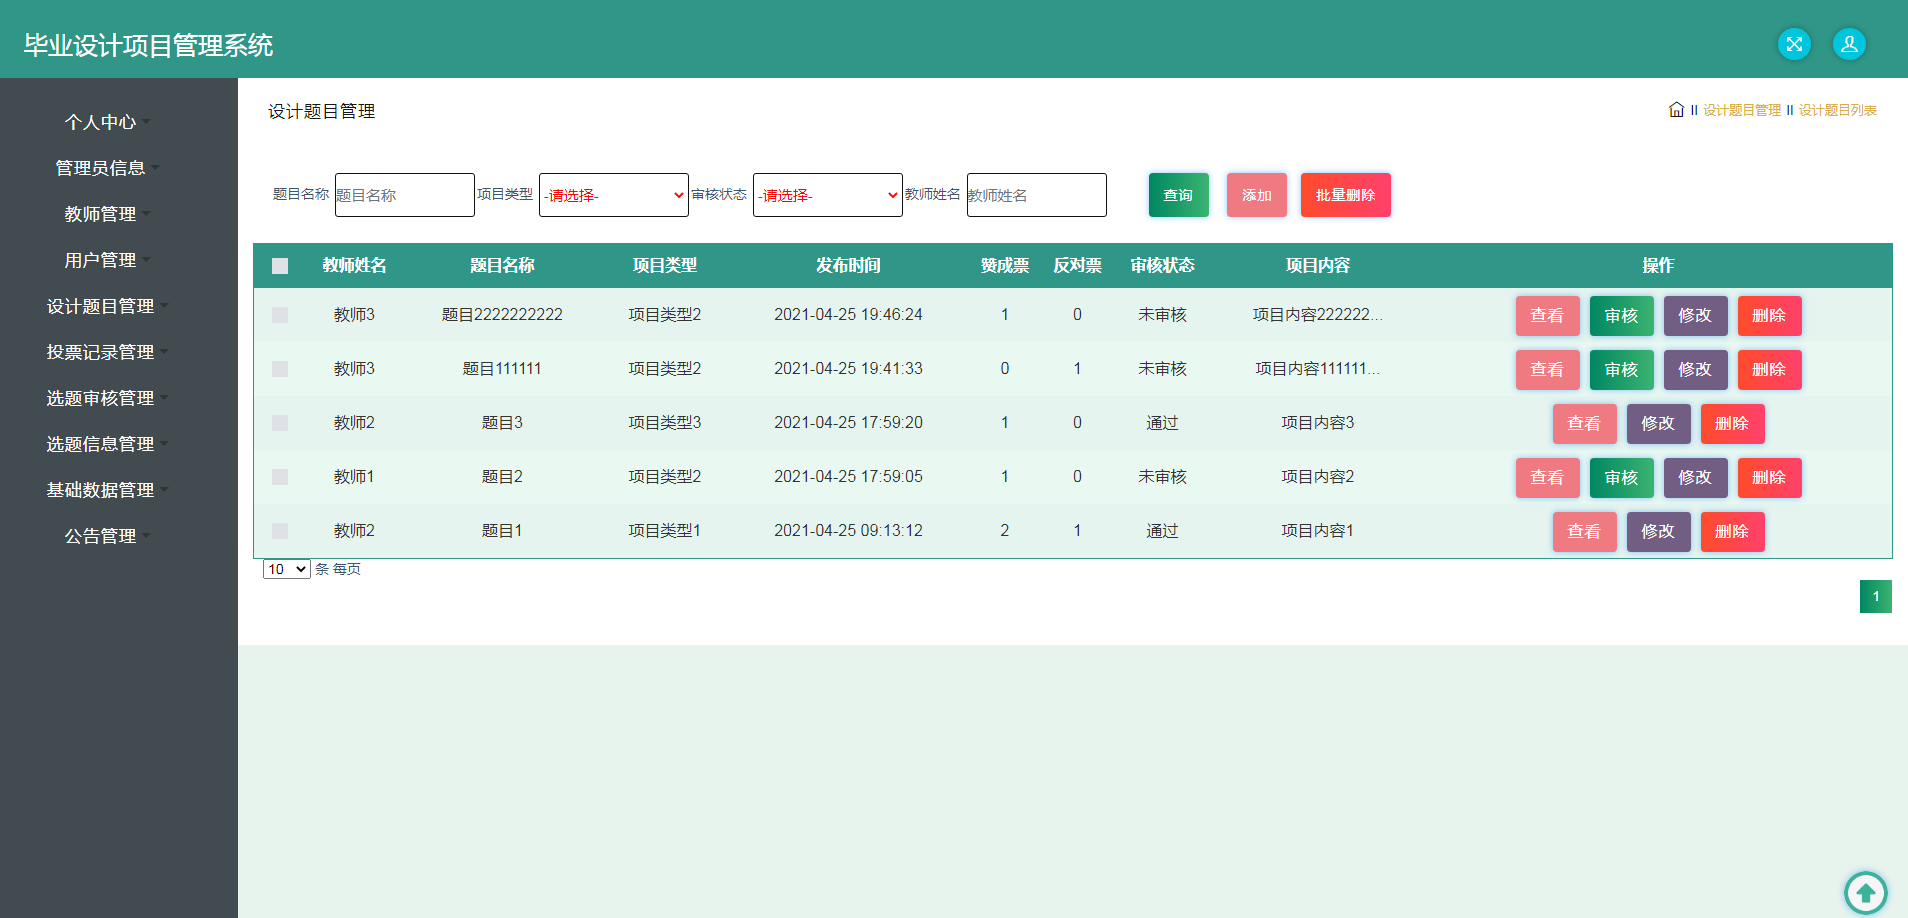 毕业设计项目管理系统
个人中心
管理员信息
教师管理
用户管理
设计题目管理
投票记录管理
选题审核管理
选题信息管理
基础数据管理
公告管理
设计题目管理 II 设计题目管理 II 设计题目列表
题目名称 题目名称 项目类型 -请选择- 审核状态 -请选择- 教师姓名 教师姓名 查询 添加 批量删除
教师姓名 题目名称 项目类型 发布时间 赞成票 反对票 审核状态 项目内容 操作
教师3 题目2222222222 项目类型2 2021-04-25 19:46:24 1 0 未审核 项目内容222222... 查看 审核 修改 删除
教师3 题目111111 项目类型2 2021-04-25 19:41:33 0 1 未审核 项目内容111111... 查看 审核 修改 删除
教师2 题目3 项目类型3 2021-04-25 17:59:20 1 0 通过 项目内容3 查看 修改 删除
教师1 题目2 项目类型2 2021-04-25 17:59:05 1 0 未审核 项目内容2 查看 审核 修改 删除
教师2 题目1 项目类型1 2021-04-25 09:13:12 2 1 通过 项目内容1 查看 修改 删除
10 条 每页
1